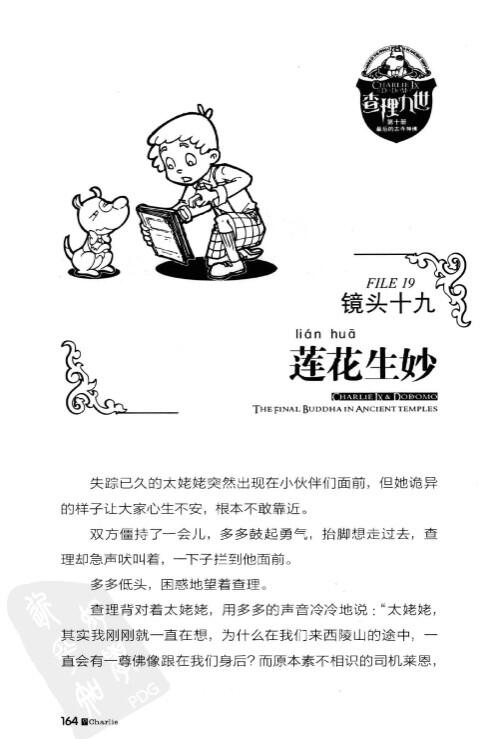 CHARLIE IX
& DODOMO
查理九世
第十册
最后的古寺神佛
FILE 19
镜头十九
lián huā
莲花生妙
CHARLIE IX & DODOMO
THE FINAL BUDDHA IN ANCIENT TEMPLES
失踪已久的太姥姥突然出现在小伙伴们面前，但她诡异
的样子让大家心生不安，根本不敢靠近。
双方僵持了一会儿，多多鼓起勇气，抬脚想走过去，查
理却急声吠叫着，一下子拦到他面前。
多多低头，困惑地望着查理。
查理背对着太姥姥，用多多的声音冷冷地说：“太姥姥，
其实我刚刚就一直在想，为什么在我们来西陵山的途中，一
直会有一尊佛像跟在我们身后？而原本素不相识的司机莱恩，
PDG
164 Charlie